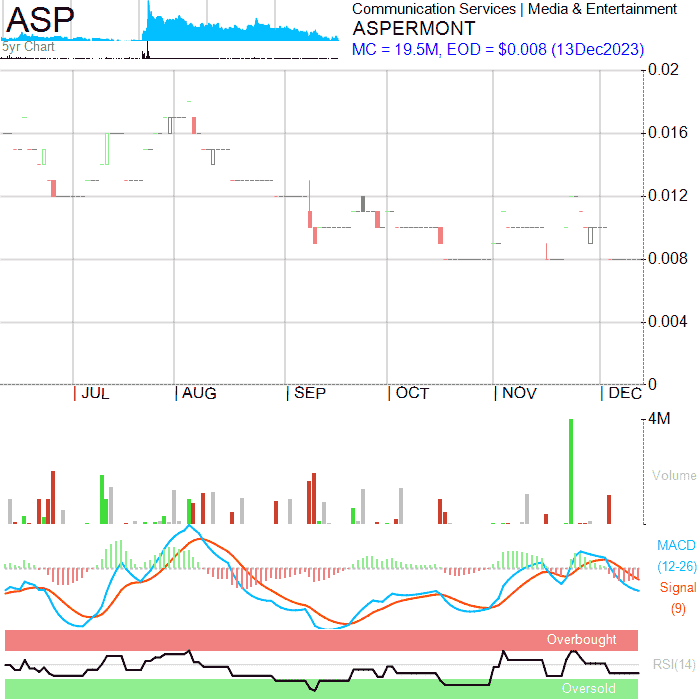 ASP
5yr Chart
Communication Services | Media & Entertainment
ASPERMONT
MC = 19.5M, EOD = $0.008 (13Dec2023)
0.02
0.016
0.012
0.008
0.004
0
JUL
AUG
SEP
OCT
NOV
DEC
4M
Volume
MACD
(12-26)
Signal
(9)
Overbought
RSI(14)
Oversold